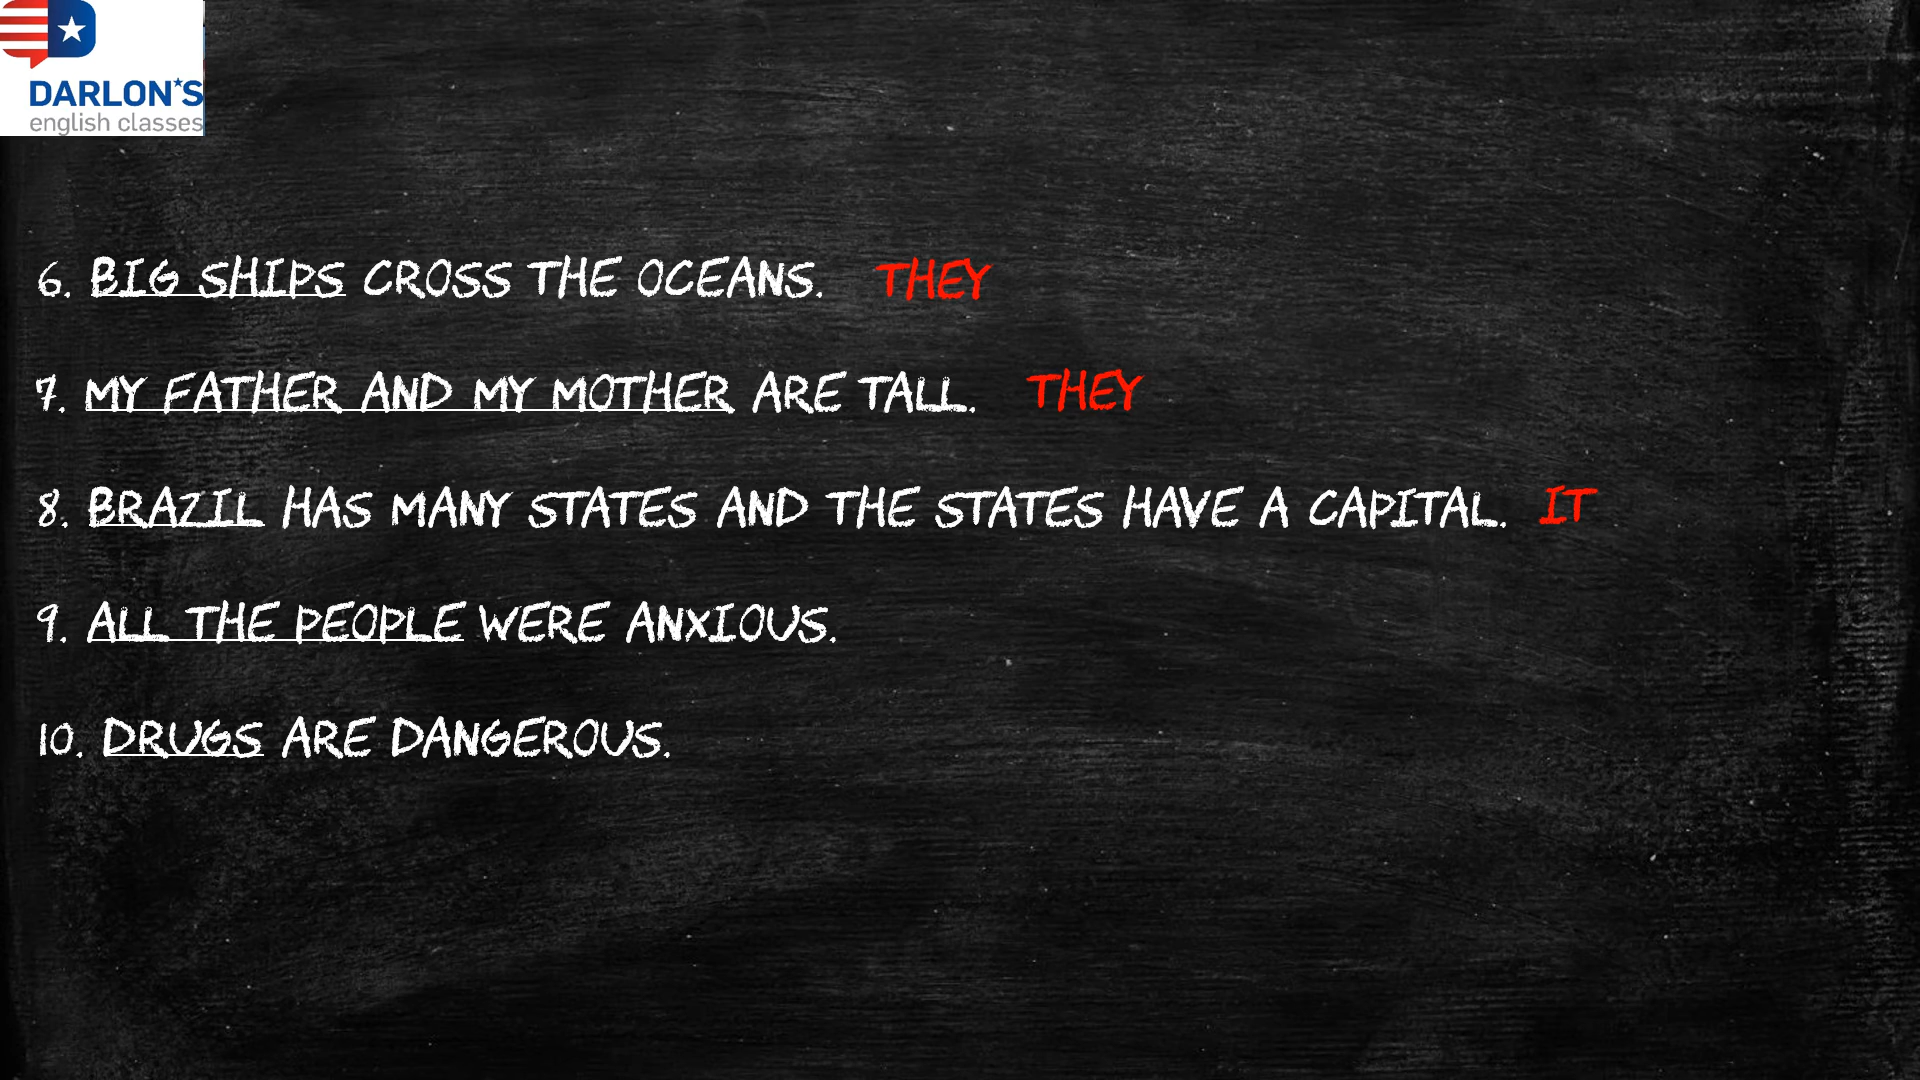 DARLON'S
english classes
6. BIG SHIPS CROSS THE OCEANS. THEY
7. MY FATHER AND MY MOTHER ARE TALL. THEY
8. BRAZIL HAS MANY STATES AND THE STATES HAVE A CAPITAL. IT
9. ALL THE PEOPLE WERE ANXIOUS.
10. DRUGS ARE DANGEROUS.